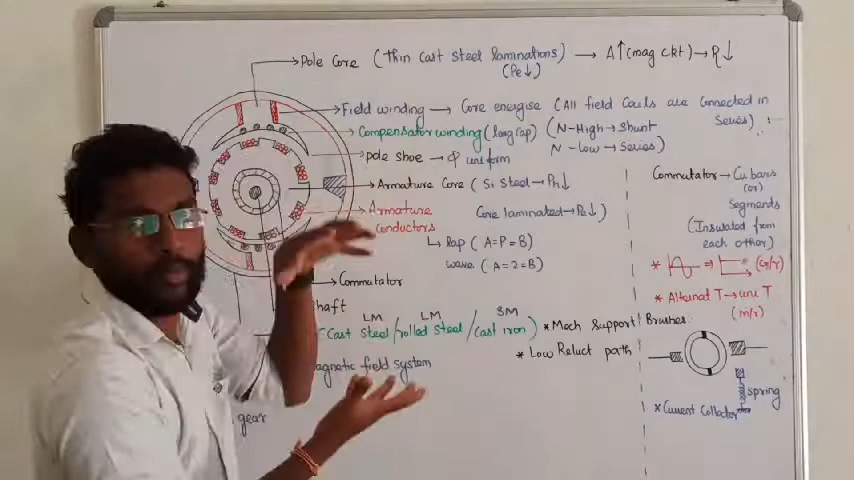 Pole Core (Thin Cast Steel laminations) → A↑(mag ckt)→R↓
(Pe↓)
Field winding → Core energise (All field Coils are Connected in
Series)
Compensator winding (large Cap) (N-High→Shunt
N-Low→Series)
pole shoe → Φ uniform
Armature Core (Si Steel→Ph↓
Core laminated→Pe↓)
Armature
Conductors
↳ Lap (A=P=B)
wave (A=2=B)
Commutator
Shaft
LM LM SM
(Cast steel/rolled steel/cast iron) * Mech Support
* Low Reluct path
agnetic field system
gear
Commutator→Cu bars
(or)
Segments
(Insulated from
each other)
(G/r)
* Alternat T→uni T
(m/r)
Brushes:
spring
* Current Collector